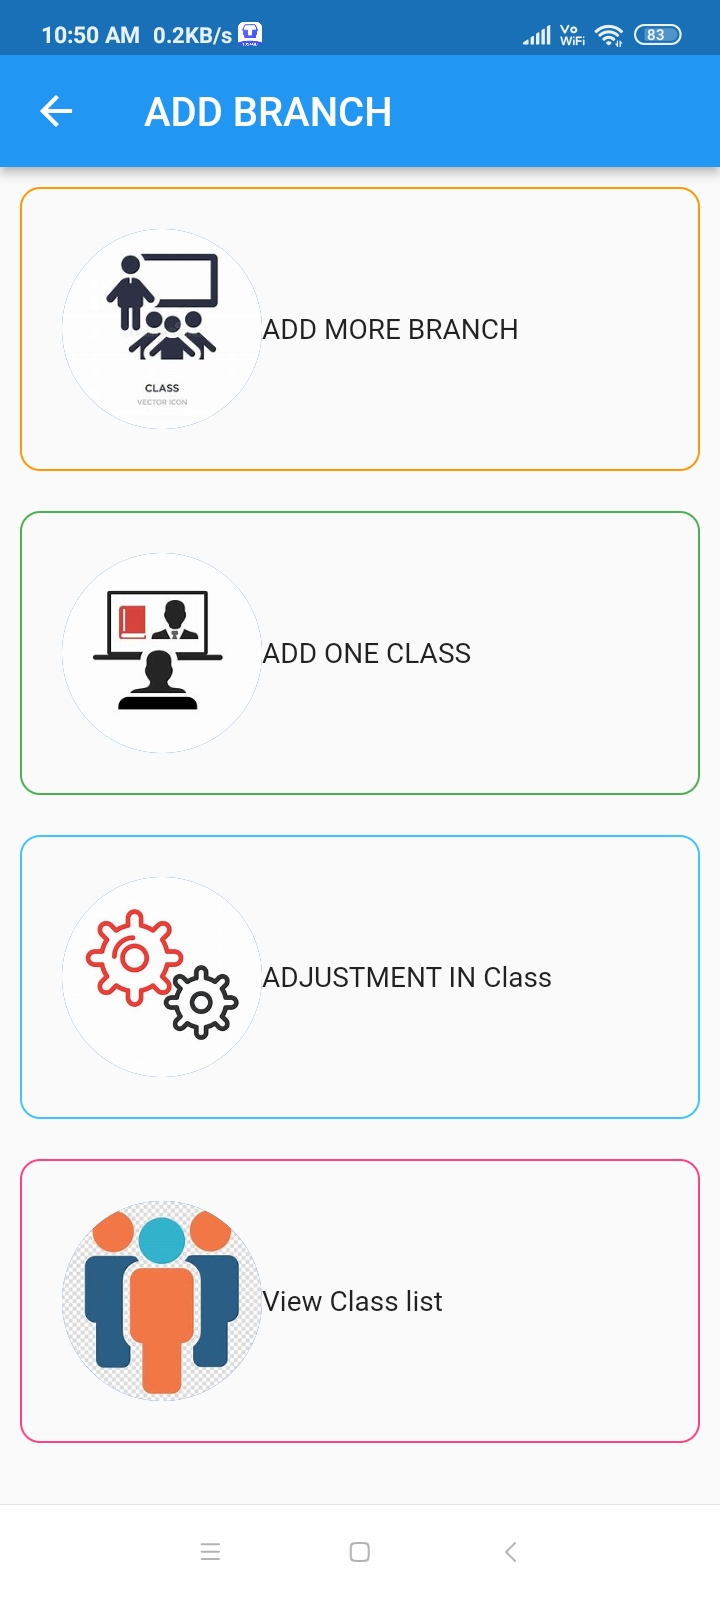 10:50 AM 0.2KB/s
Vo
WiFi
83
ADD BRANCH
CLASS
VECTOR ICON
ADD MORE BRANCH
ADD ONE CLASS
ADJUSTMENT IN Class
View Class list